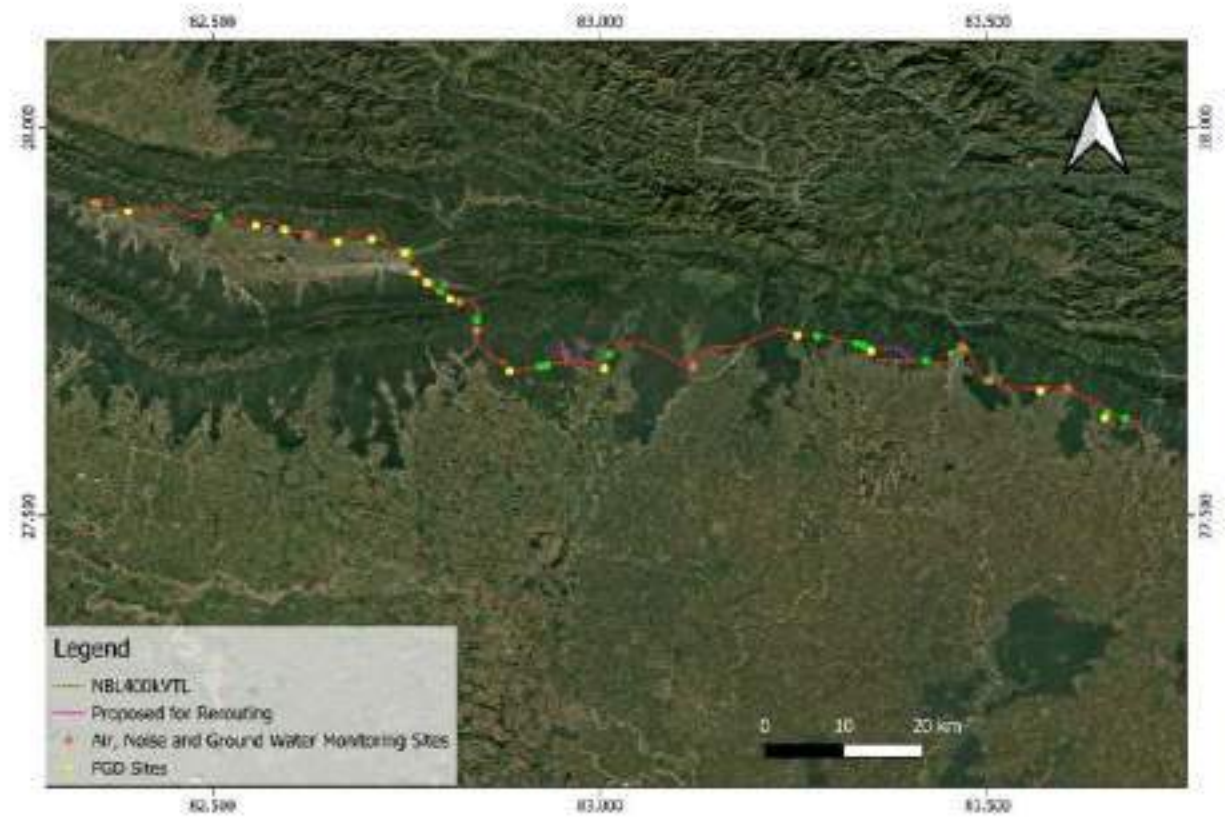 82.500 83.000 83.500
28.000 28.000
27.500 27.500
Legend
NBL400kVTL
Proposed for Rerouting
Air, Noise and Ground Water Monitoring Sites
FGD Sites
0 10 20 km
82.500 83.000 83.500